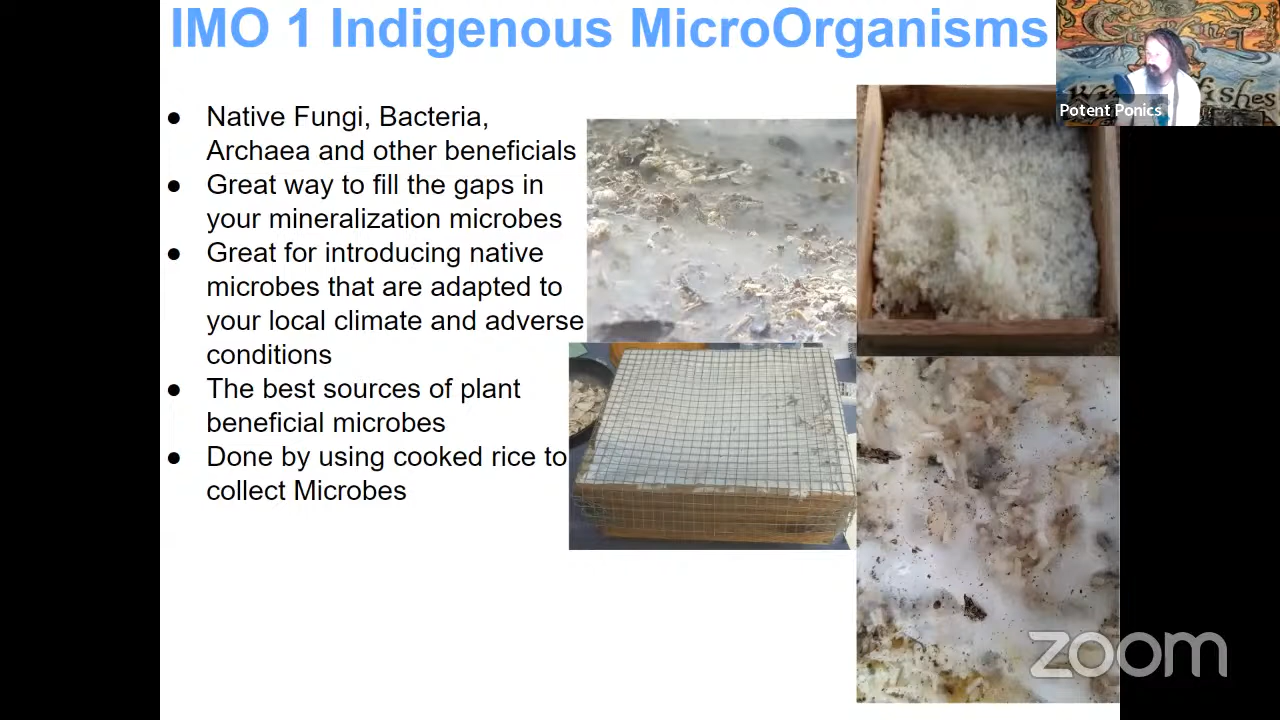 IMO 1 Indigenous MicroOrganisms
● Native Fungi, Bacteria,
Archaea and other beneficials
● Great way to fill the gaps in
your mineralization microbes
● Great for introducing native
microbes that are adapted to
your local climate and adverse
conditions
● The best sources of plant
beneficial microbes
● Done by using cooked rice to
collect Microbes
fishes
Potent Ponics
zoom